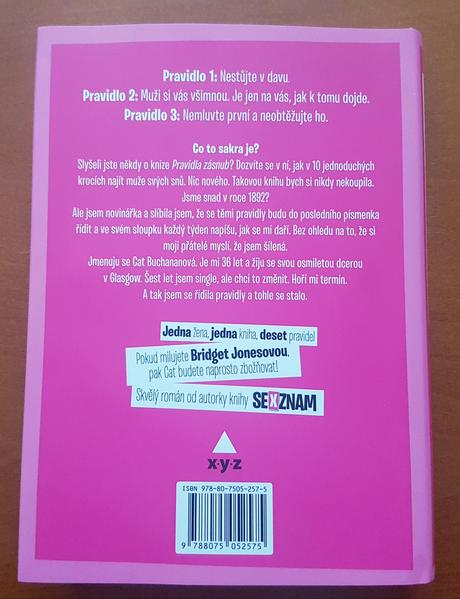 Pravidlo 1: Nestůjte v davu.
Pravidlo 2: Muži si vás všimnou. Je jen na vás, jak k tomu dojde.
Pravidlo 3: Nemluvte první a neobtěžujte ho.
Co to sakra je?
Slyšeli jste někdy o knize Pravidla zásnub? Dozvíte se v ní, jak v 10 jednoduchých
krocích najít muže svých snů. Nic nového. Takovou knihu bych si nikdy nekoupila.
Jsme snad v roce 1892?
Ale jsem novinářka a slíbila jsem, že se těmi pravidly budu do posledního písmenka
řídit a ve svém sloupku každý týden napíšu, jak se mi daří. Bez ohledu na to, že si
moji přátelé myslí, že jsem šílená.
Jmenuju se Cat Buchananová. Je mi 36 let a žiju se svou osmiletou dcerou
v Glasgow. Šest let jsem single, ale chci to změnit. Hoří mi termín.
A tak jsem se řídila pravidly a tohle se stalo.
Jedna žena, jedna kniha, deset pravidel
Pokud milujete Bridget Jonesovou,
pak Cat budete naprosto zbožňovat!
Skvělý román od autorky knihy SEXZNAM
x·y·z
ISBN 978-80-7505-257-5
9 788075 052575